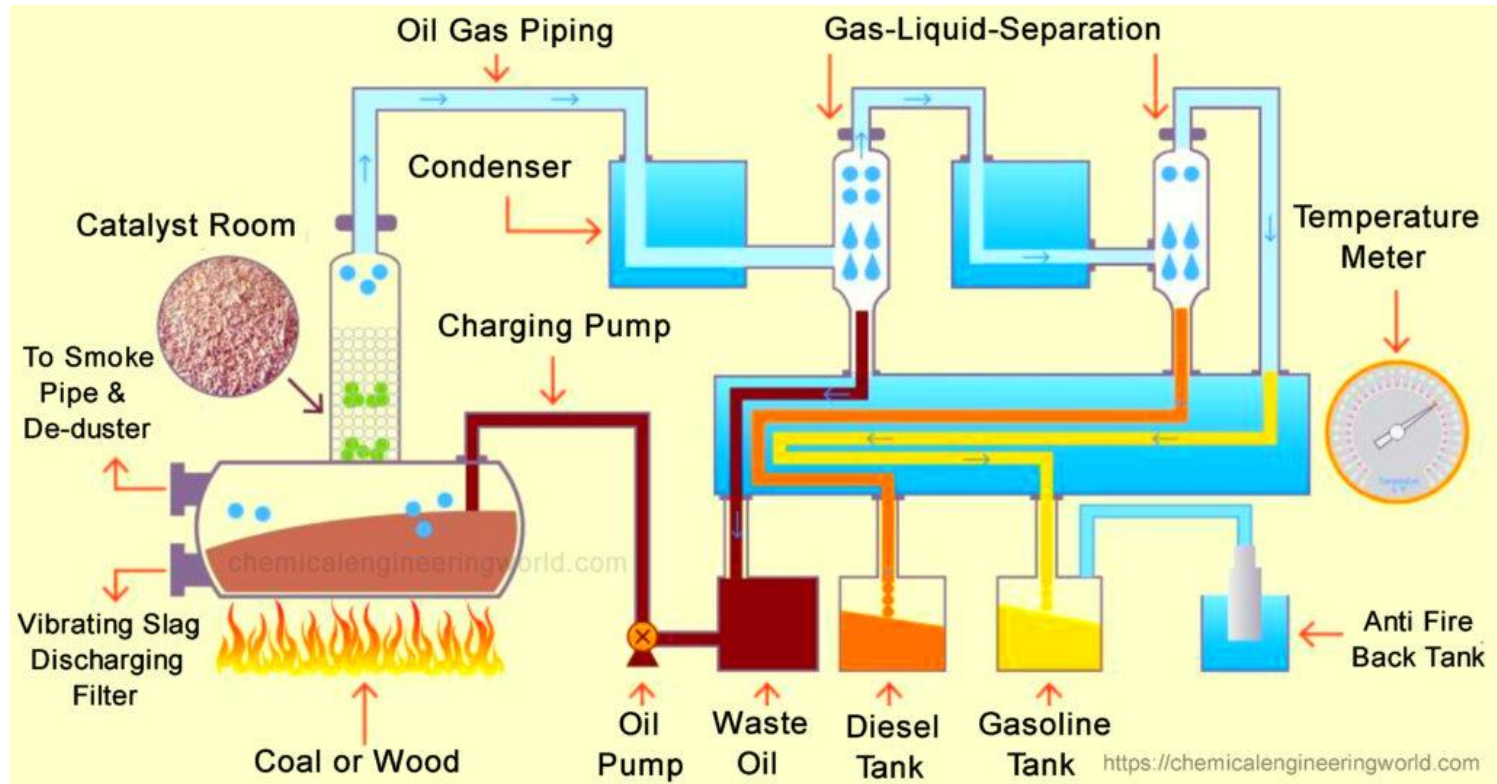 Oil Gas Piping
Gas-Liquid-Separation
Condenser
Catalyst Room
Temperature
Meter
Charging Pump
To Smoke
Pipe &
De-duster
chemicalengineeringworld.com
Vibrating Slag
Discharging
Filter
Anti Fire
Back Tank
Coal or Wood
Oil
Pump
Waste
Oil
Diesel
Tank
Gasoline
Tank
https://chemicalengineeringworld.com